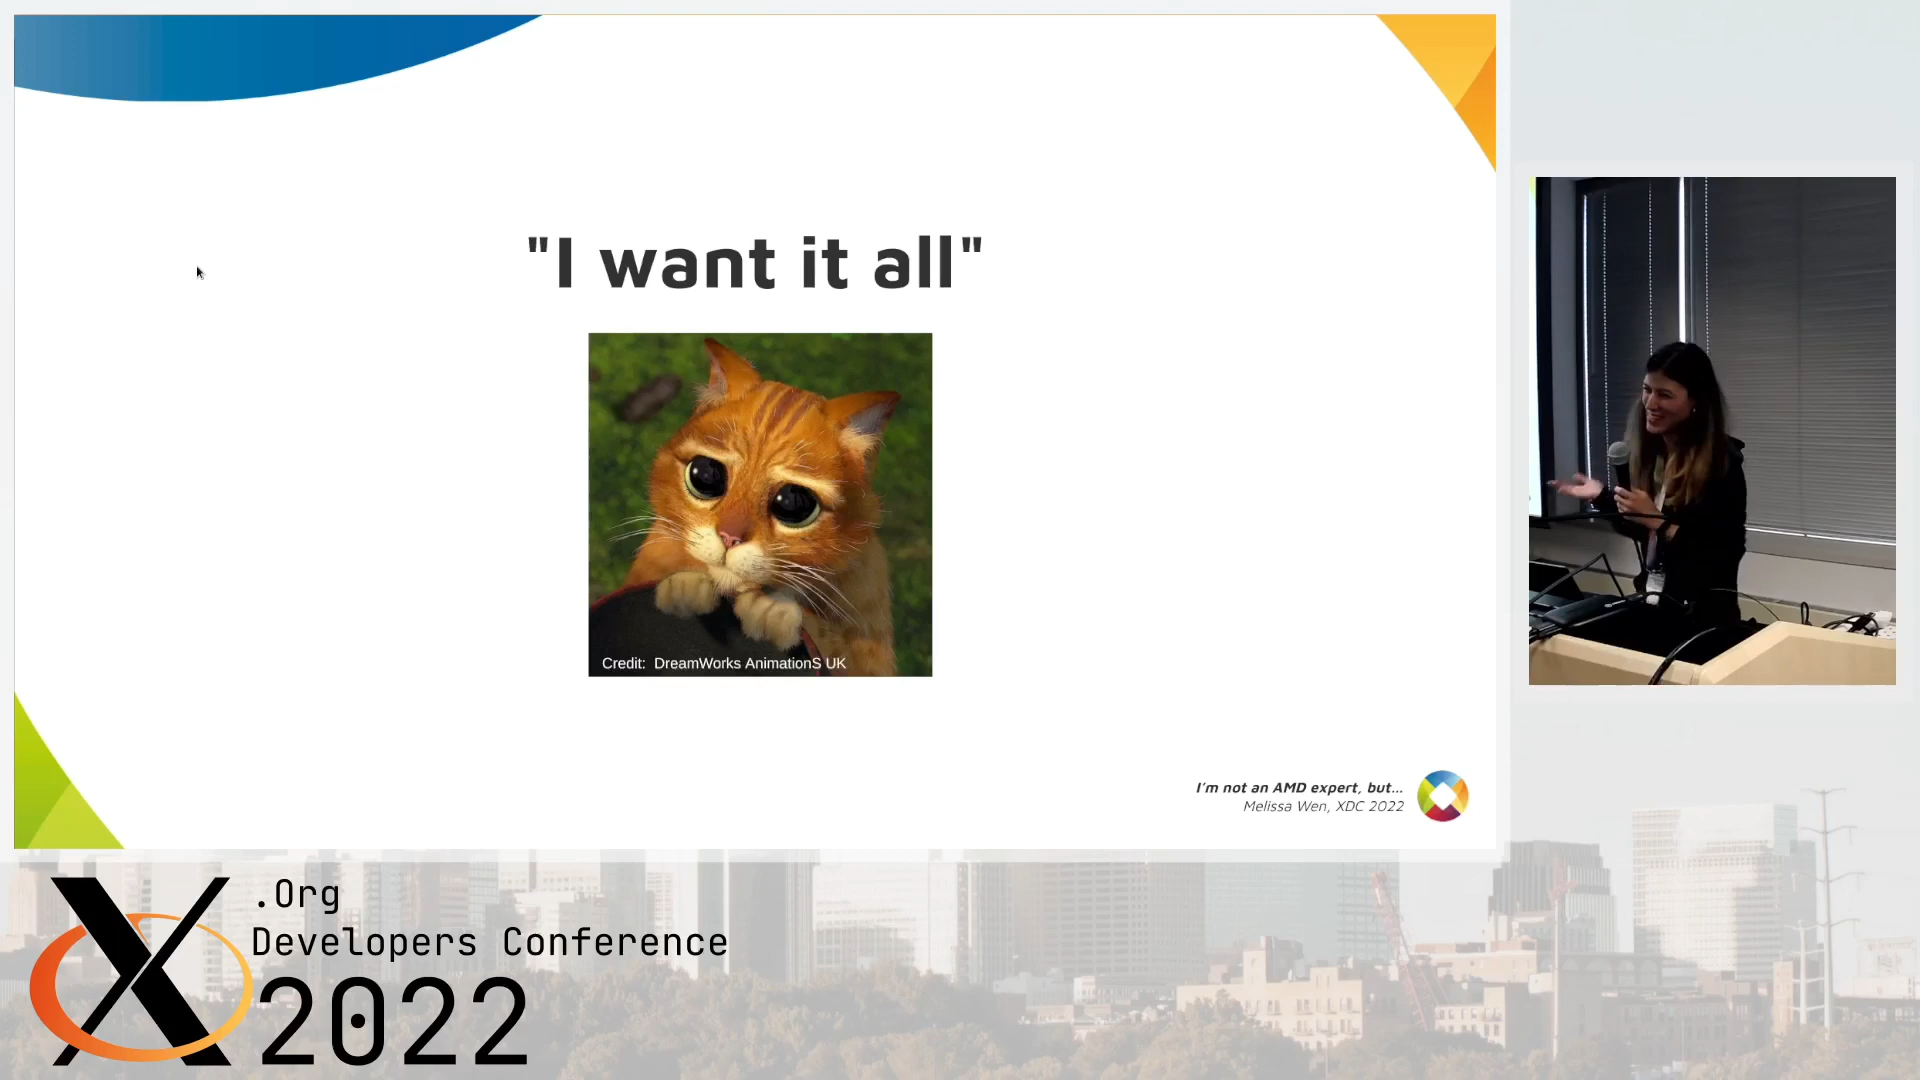 "I want it all"
Credit: DreamWorks AnimationS UK
I'm not an AMD expert, but...
Melissa Wen, XDC 2022
X.Org
Developers Conference
2022